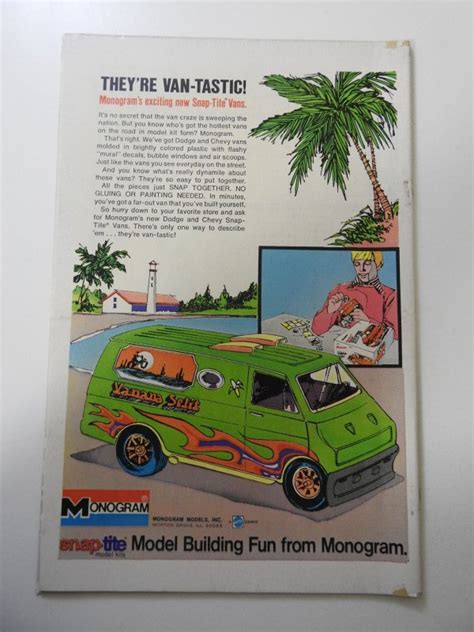 THEY'RE VAN-TASTIC!
Monogram's exciting new Snap-Tite® Vans.
It's no secret that the van craze is sweeping the
nation. But you know who's got the hottest vans
on the road in model kit form? Monogram.
That's right. We've got Dodge and Chevy vans
molded in brightly colored plastic with flashy
"mural" decals, bubble windows and air scoops.
Just like the vans you see everyday on the street.
And you know what's really dynamite about
these vans? They're so easy to put together.
All the pieces just SNAP TOGETHER. NO
GLUING OR PAINTING NEEDED. In minutes,
you've got a far-out van that you've built yourself.
So hurry down to your favorite store and ask
for Monogram's new Dodge and Chevy Snap-
Tite® Vans. There's only one way to describe
'em . . . they're van-tastic!
Vanana Split
MONOGRAM®
MONOGRAM MODELS, INC.
MORTON GROVE, ILL. 60053
snap-tite
model kits
Model Building Fun from Monogram.